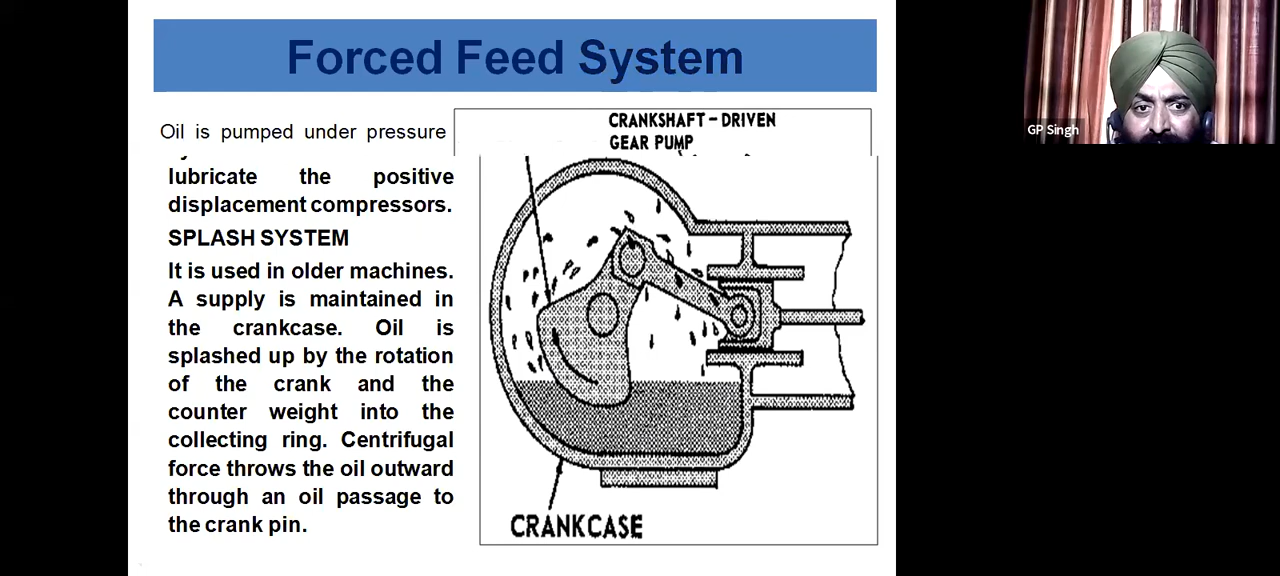 Forced Feed System
Oil is pumped under pressure
lubricate the positive
displacement compressors.
SPLASH SYSTEM
It is used in older machines.
A supply is maintained in
the crankcase. Oil is
splashed up by the rotation
of the crank and the
counter weight into the
collecting ring. Centrifugal
force throws the oil outward
through an oil passage to
the crank pin.
CRANKSHAFT - DRIVEN
GEAR PUMP
CRANKCASE
GP Singh